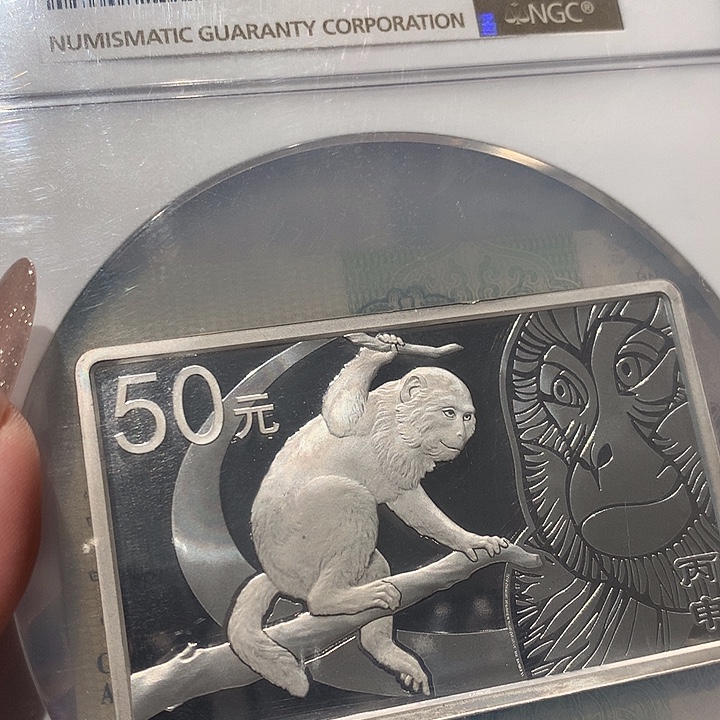 NUMISMATIC GUARANTY CORPORATION
NGC®
50元
丙申